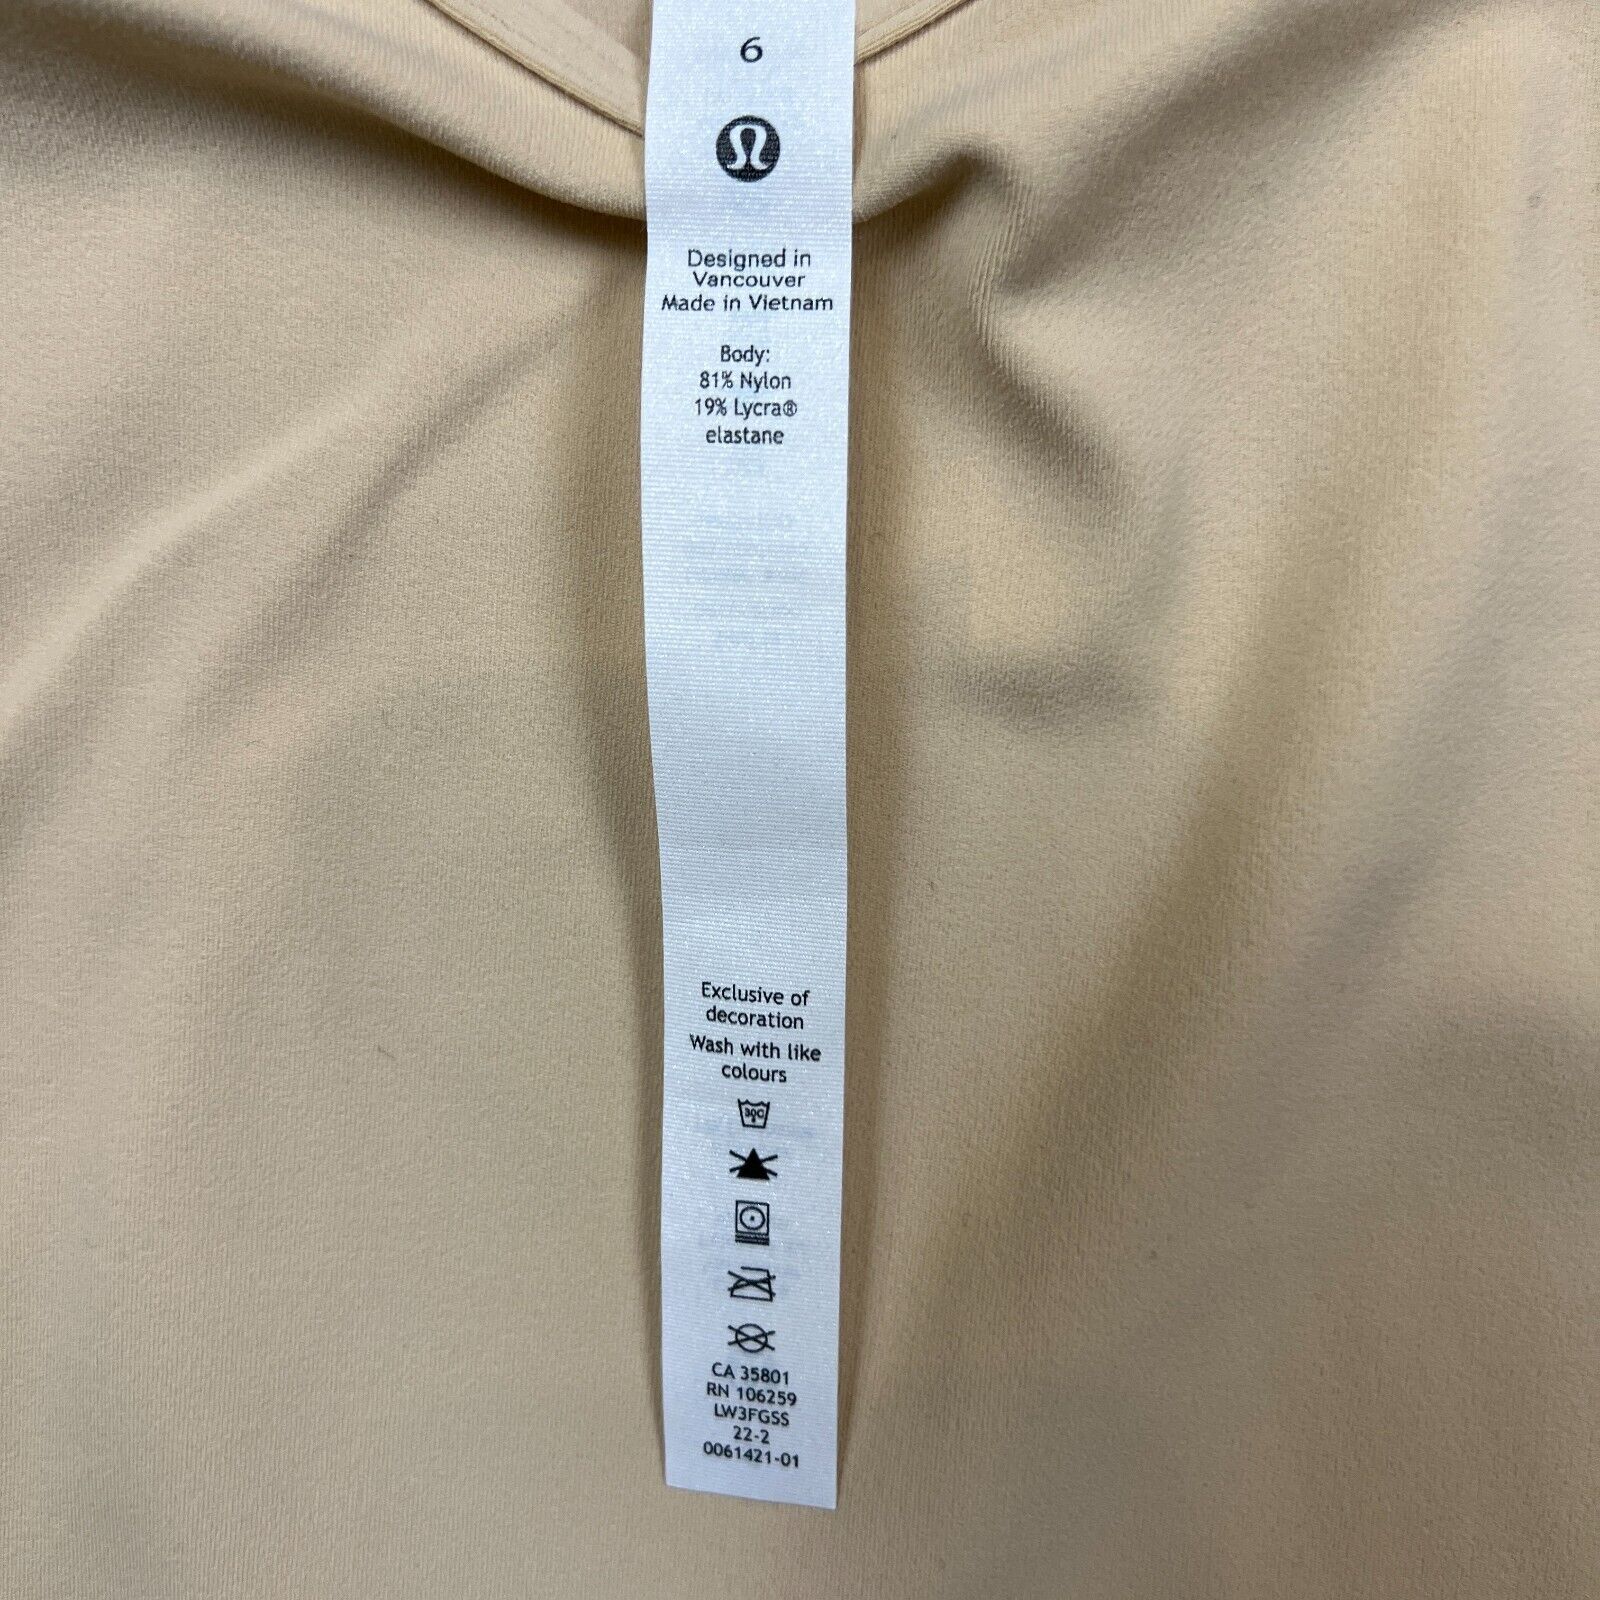 6
Designed in
Vancouver
Made in Vietnam
Body:
81% Nylon
19% Lycra®
elastane
Exclusive of
decoration
Wash with like
colours
30C
CA 35801
RN 106259
LW3FGSS
22-2
0061421-01